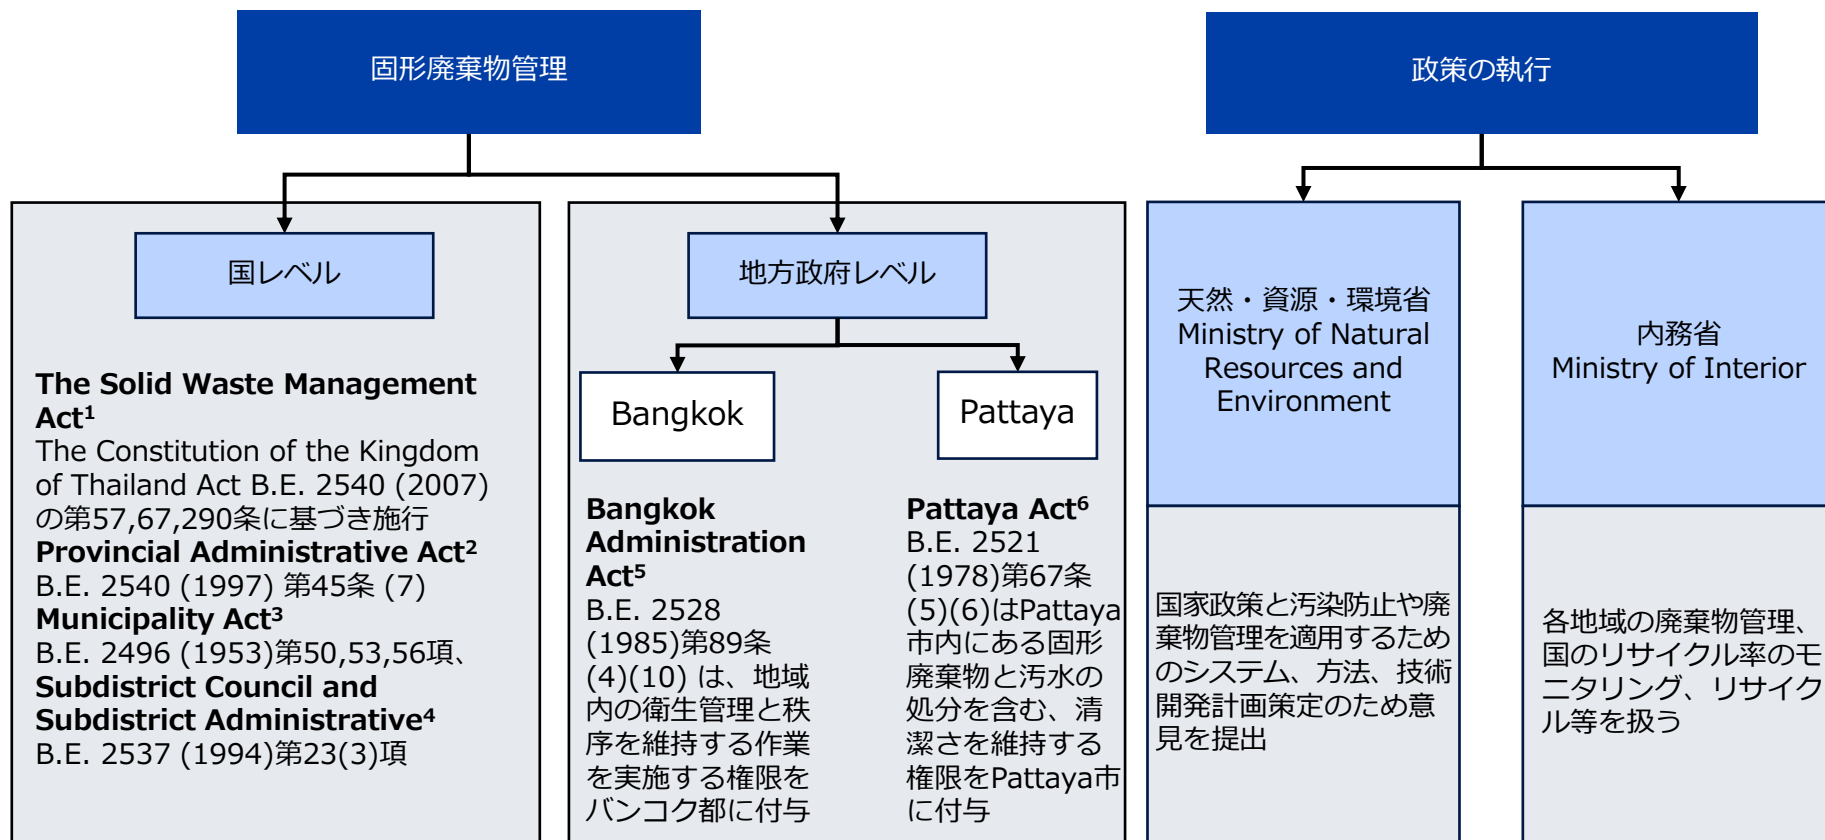 固形廃棄物管理
政策の執行
国レベル
The Solid Waste Management
Act¹
The Constitution of the Kingdom
of Thailand Act B.E. 2540 (2007)
の第57,67,290条に基づき施行
Provincial Administrative Act²
B.E. 2540 (1997) 第45条 (7)
Municipality Act³
B.E. 2496 (1953)第50,53,56項、
Subdistrict Council and
Subdistrict Administrative⁴
B.E. 2537 (1994)第23(3)項
地方政府レベル
Bangkok
Bangkok
Administration
Act⁵
B.E. 2528
(1985)第89条
(4)(10) は、地域
内の衛生管理と秩
序を維持する作業
を実施する権限を
バンコク都に付与
Pattaya
Pattaya Act⁶
B.E. 2521
(1978)第67条
(5)(6)はPattaya
市内にある固形
廃棄物と汚水の
処分を含む、清
潔さを維持する
権限をPattaya市
に付与
天然・資源・環境省
Ministry of Natural
Resources and
Environment
国家政策と汚染防止や廃
棄物管理を適用するため
のシステム、方法、技術
開発計画策定のため意
見を提出
内務省
Ministry of Interior
各地域の廃棄物管理、
国のリサイクル率のモ
ニタリング、リサイク
ル等を扱う